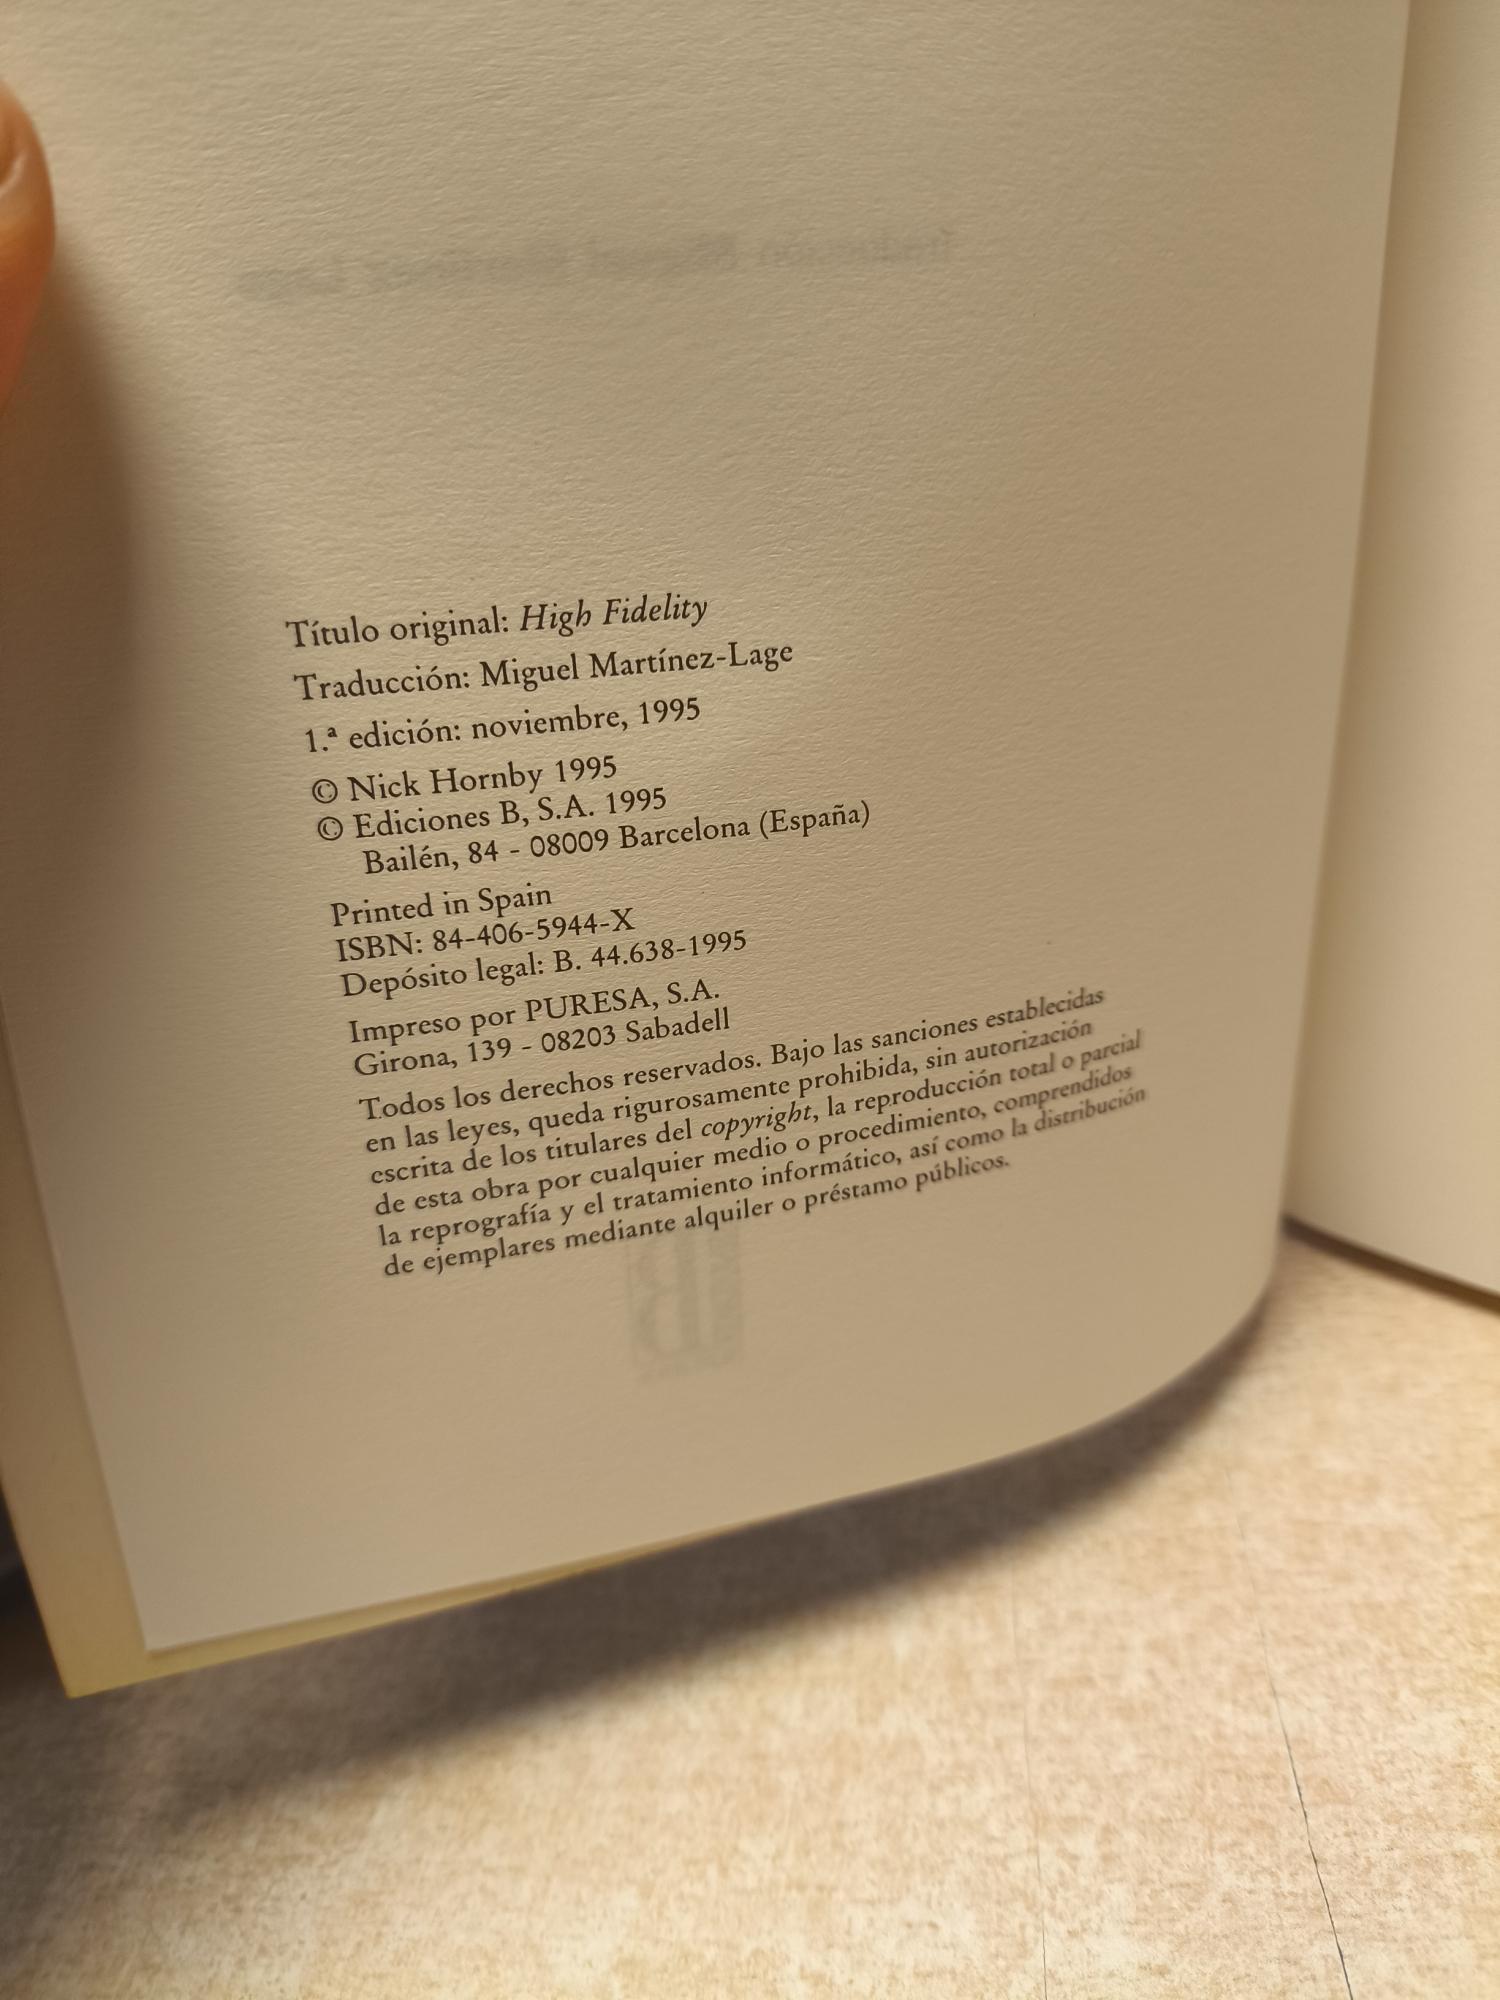 Título original: High Fidelity
Traducción: Miguel Martínez-Lage
1.ª edición: noviembre, 1995
© Nick Hornby 1995
© Ediciones B, S.A. 1995
Bailén, 84 - 08009 Barcelona (España)
Printed in Spain
ISBN: 84-406-5944-X
Depósito legal: B. 44.638-1995
Impreso por PURESA, S.A.
Girona, 139 - 08203 Sabadell
Todos los derechos reservados. Bajo las sanciones establecidas
en las leyes, queda rigurosamente prohibida, sin autorización
escrita de los titulares del copyright, la reproducción total o parcial
de esta obra por cualquier medio o procedimiento, comprendidos
la reprografía y el tratamiento informático, así como la distribución
de ejemplares mediante alquiler o préstamo públicos.